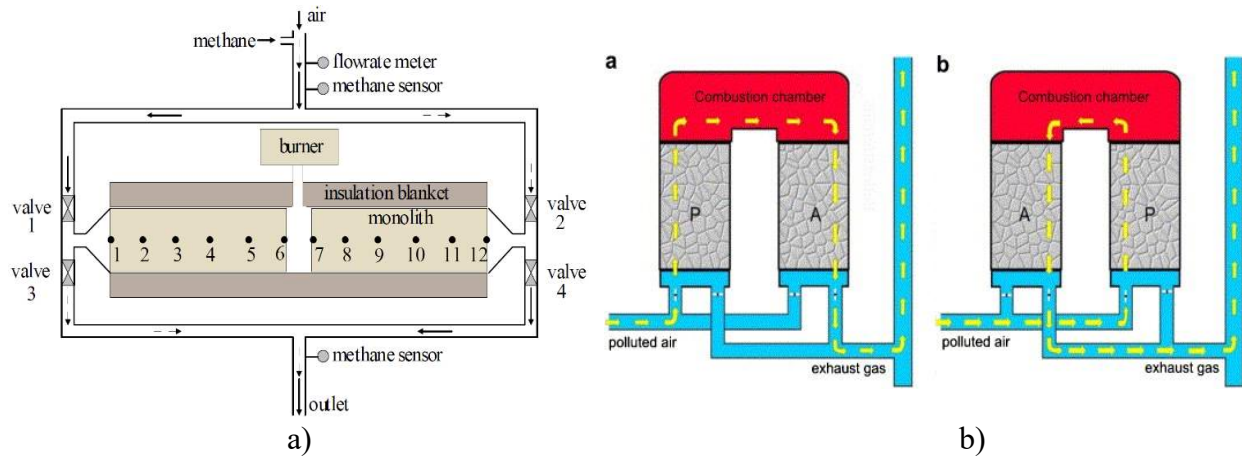 air
methane
flowrate meter
methane sensor
burner
insulation blanket
monolith
valve
1
valve
2
1 2 3 4 5 6 7 8 9 10 11 12
valve
3
valve
4
methane sensor
outlet
a)
a
Combustion chamber
P
A
polluted air
exhaust gas
b
Combustion chamber
A
P
polluted air
exhaust gas
b)